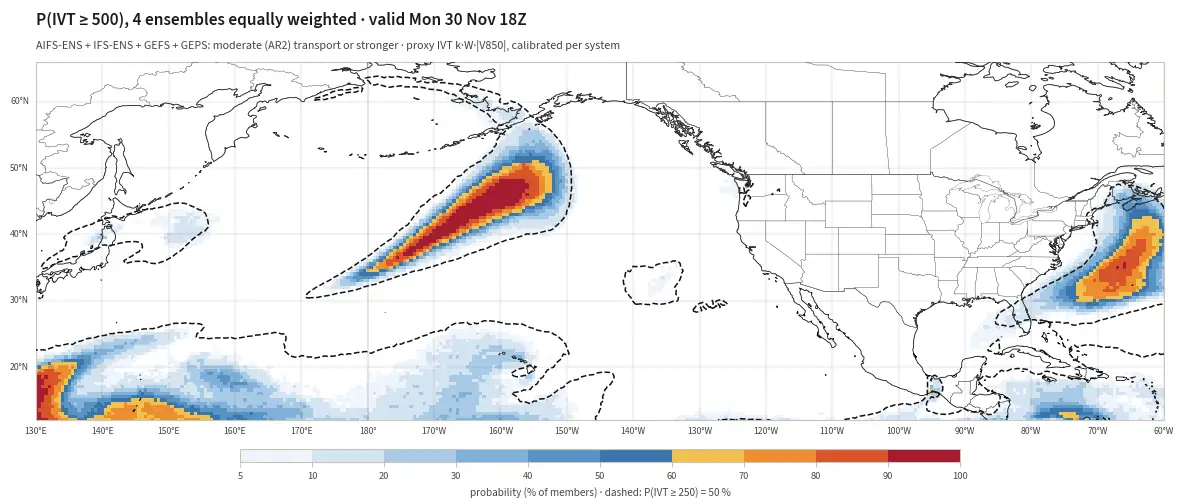 P(IVT ≥ 500), 4 ensembles equally weighted · valid Mon 30 Nov 18Z
AIFS-ENS + IFS-ENS + GEFS + GEPS: moderate (AR2) transport or stronger · proxy IVT k·W·|V850|, calibrated per system
60°N
50°N
40°N
30°N
20°N
130°E 140°E 150°E 160°E 170°E 180° 170°W 160°W 150°W 140°W 130°W 120°W 110°W 100°W 90°W 80°W 70°W 60°W
5 10 20 30 40 50 60 70 80 90 100
probability (% of members) · dashed: P(IVT ≥ 250) = 50 %